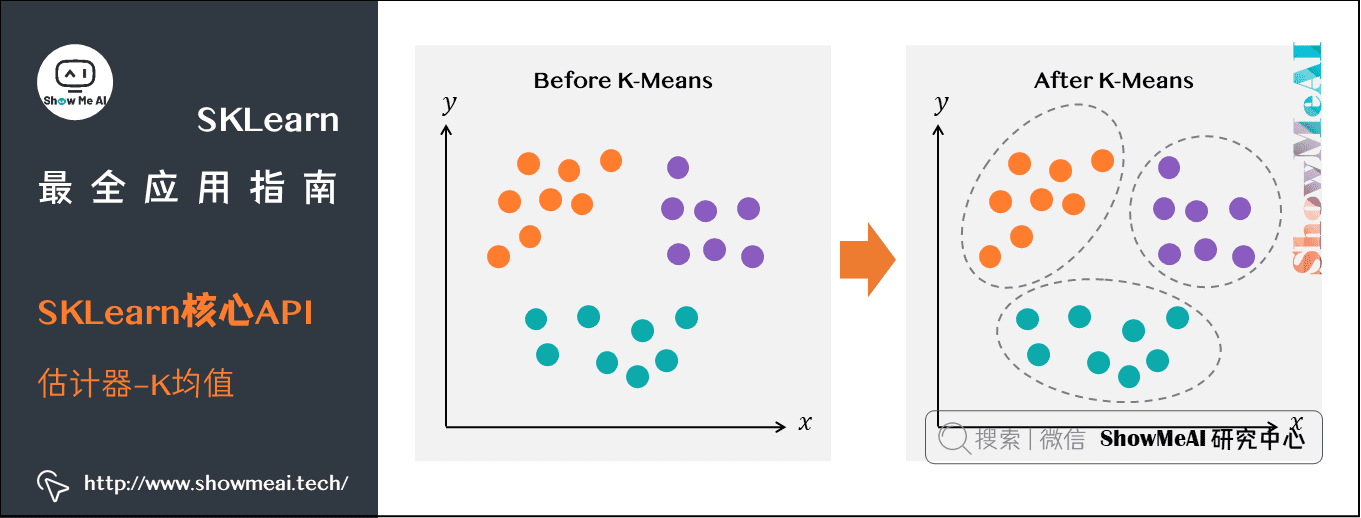 Show Me AI
SKLearn
最全应用指南
SKLearn核心API
估计器-K均值
http://www.showmeai.tech/
Before K-Means
y
x
After K-Means
y
x
ShowMeAI
搜索 | 微信 ShowMeAI 研究中心